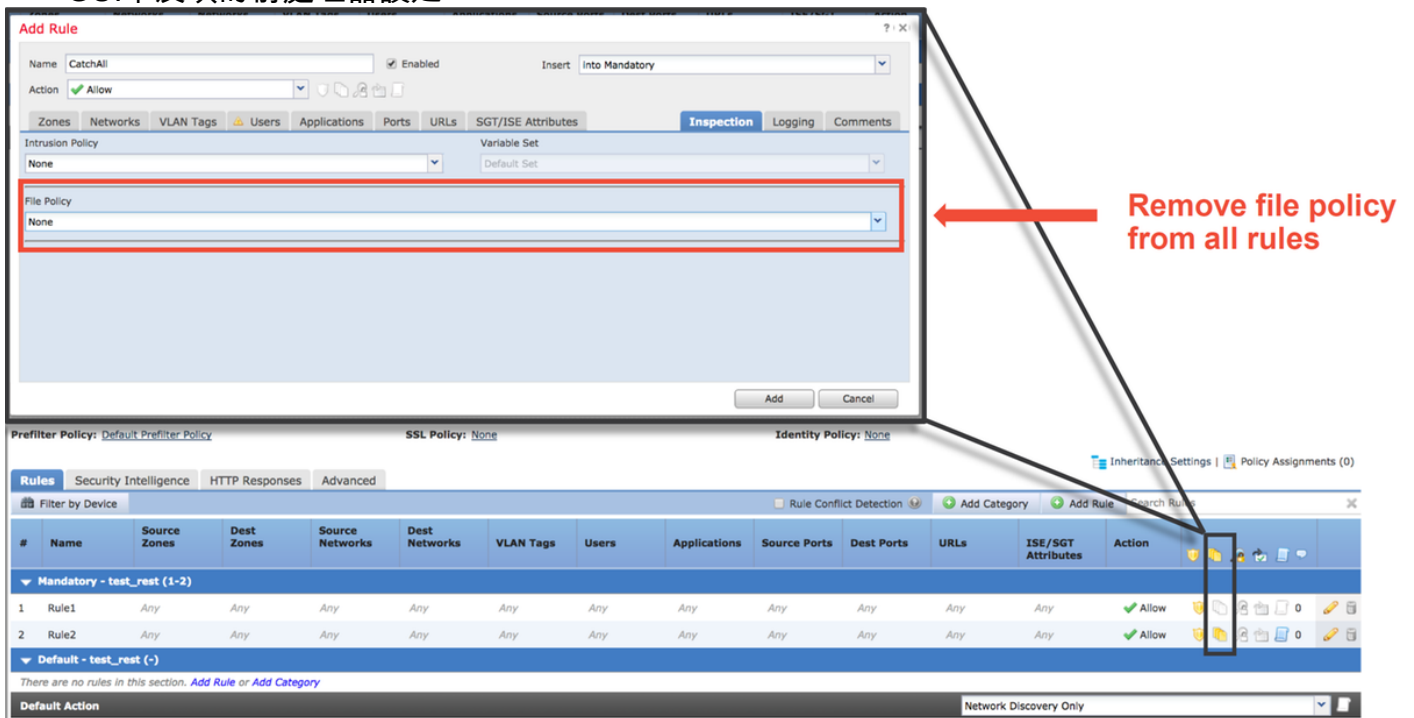 Add Rule
Name CatchAll Enabled Insert into Mandatory
Action Allow
Zones Networks VLAN Tags Users Applications Ports URLs SGT/ISE Attributes Inspection Logging Comments
Intrusion Policy Variable Set
None Default Set
File Policy
None
Remove file policy
from all rules
Add Cancel
Prefilter Policy: Default Prefilter Policy SSL Policy: None Identity Policy: None
Inheritance Settings | Policy Assignments (0)
Rules Security Intelligence HTTP Responses Advanced
Filter by Device Rule Conflict Detection Add Category Add Rule Search Rules
# Name Source Zones Dest Zones Source Networks Dest Networks VLAN Tags Users Applications Source Ports Dest Ports URLs ISE/SGT Attributes Action
Mandatory - test_rest (1-2)
1 Rule1 Any Any Any Any Any Any Any Any Any Any Any Allow 0
2 Rule2 Any Any Any Any Any Any Any Any Any Any Any Allow 0
Default - test_rest (-)
There are no rules in this section. Add Rule or Add Category
Default Action Network Discovery Only